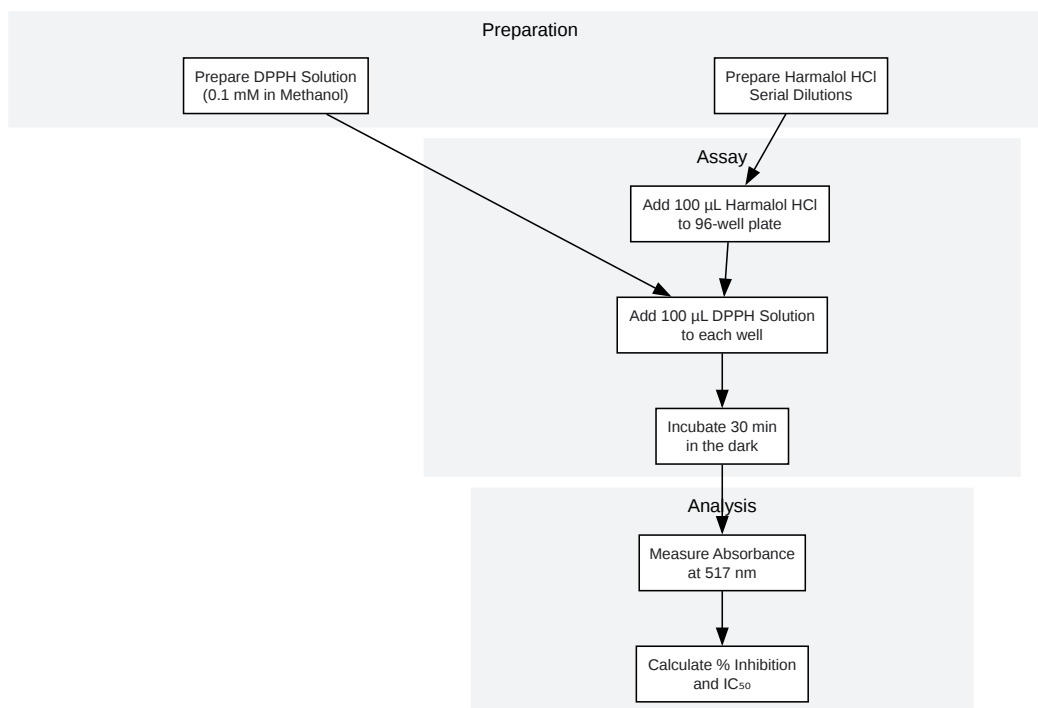 Preparation
Prepare DPPH Solution
(0.1 mM in Methanol)
Prepare Harmalol HCl
Serial Dilutions
Assay
Add 100 µL Harmalol HCl
to 96-well plate
Add 100 µL DPPH Solution
to each well
Incubate 30 min
in the dark
Analysis
Measure Absorbance
at 517 nm
Calculate % Inhibition
and IC₅₀